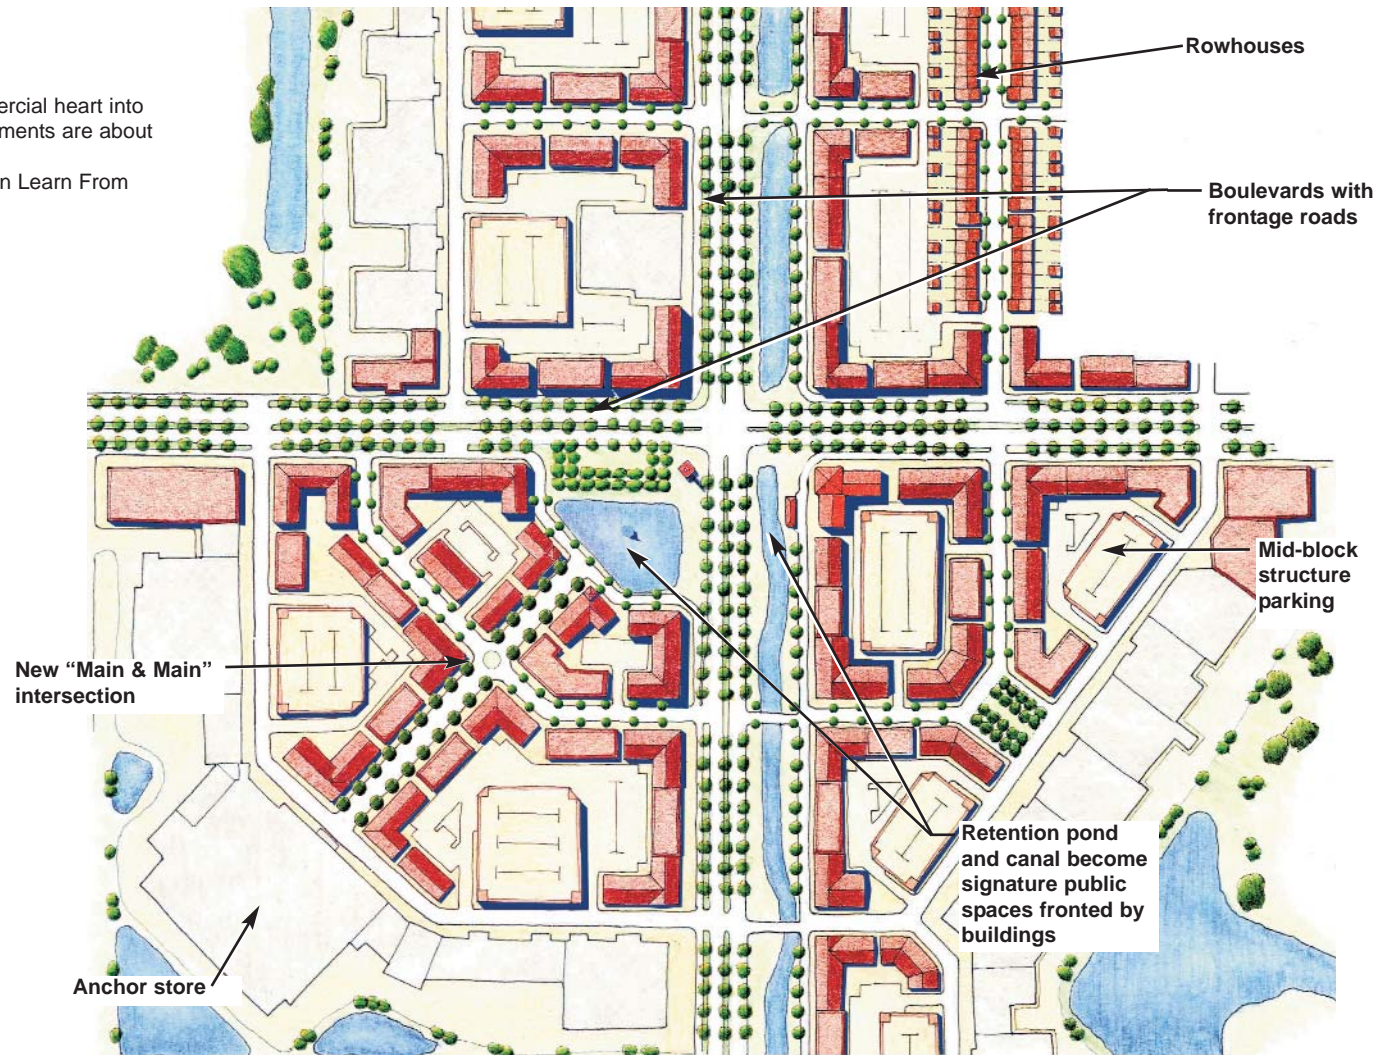 ercial heart into
ments are about
n Learn From
Rowhouses
Boulevards with
frontage roads
Mid-block
structure
parking
New “Main & Main”
intersection
Retention pond
and canal become
signature public
spaces fronted by
buildings
Anchor store